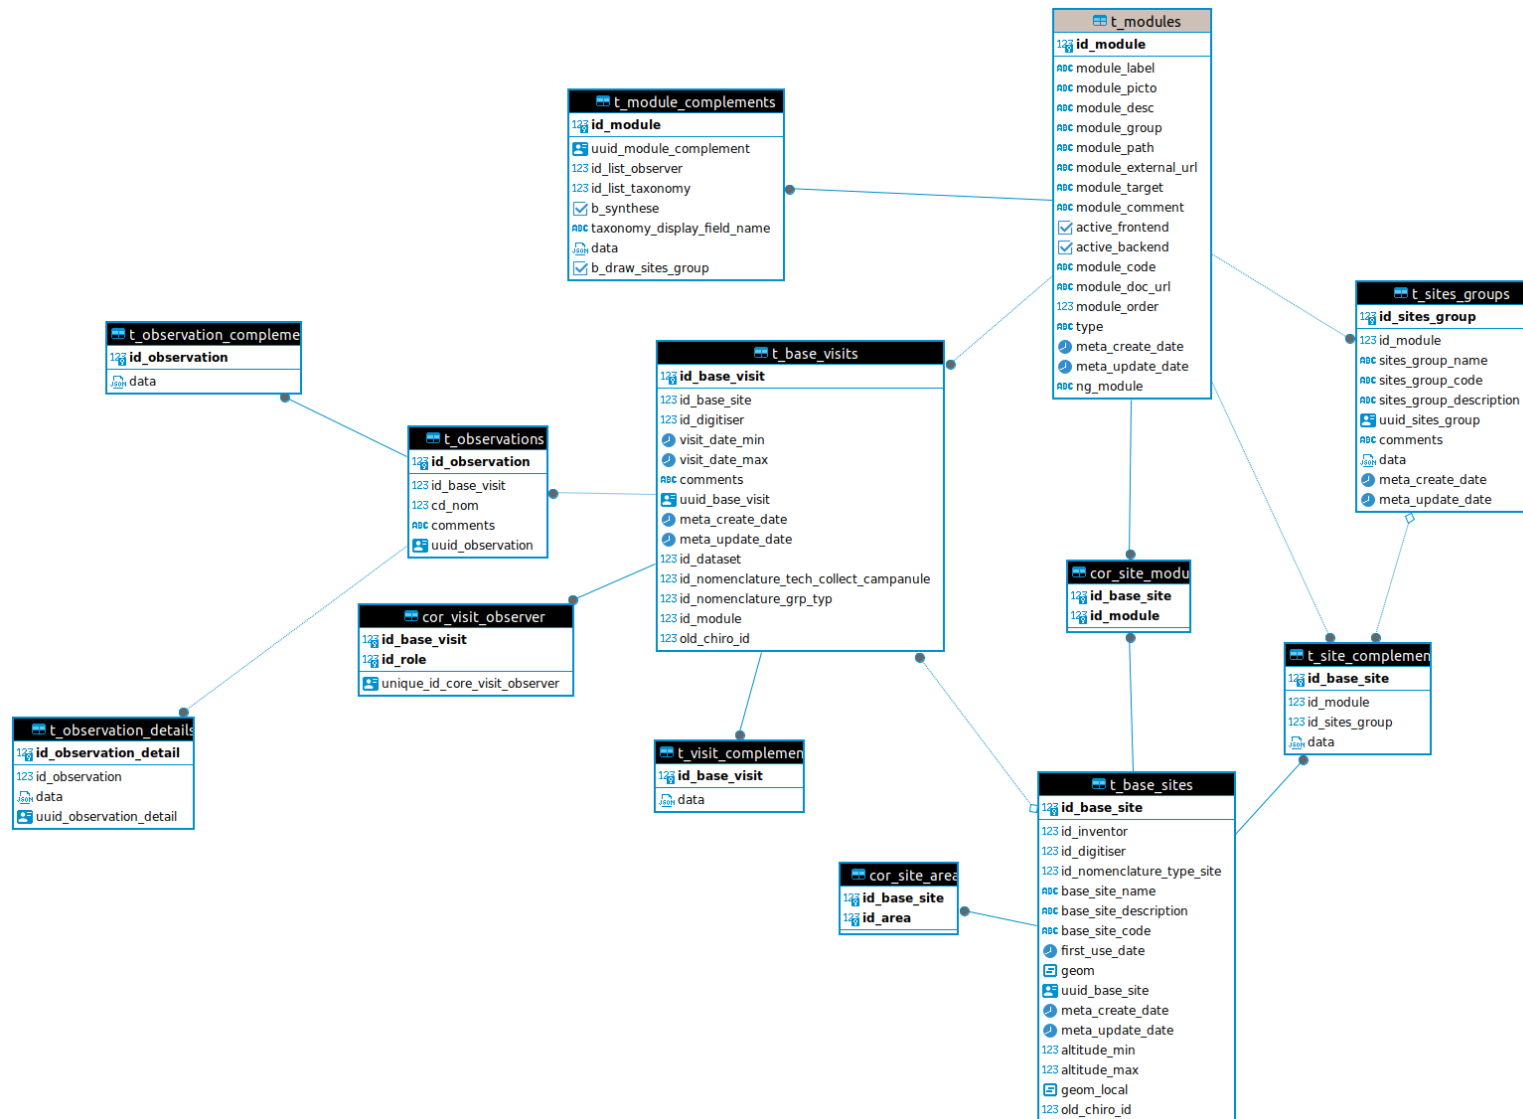 t_modules
id_module
module_label
module_picto
module_desc
module_group
module_path
module_external_url
module_target
module_comment
active_frontend
active_backend
module_code
module_doc_url
module_order
type
meta_create_date
meta_update_date
ng_module
t_module_complements
id_module
uuid_module_complement
id_list_observer
id_list_taxonomy
b_synthese
taxonomy_display_field_name
data
b_draw_sites_group
t_sites_groups
id_sites_group
id_module
sites_group_name
sites_group_code
sites_group_description
uuid_sites_group
comments
data
meta_create_date
meta_update_date
t_observation_compleme
id_observation
data
t_base_visits
id_base_visit
id_base_site
id_digitiser
visit_date_min
visit_date_max
comments
uuid_base_visit
meta_create_date
meta_update_date
id_dataset
id_nomenclature_tech_collect_campanule
id_nomenclature_grp_typ
id_module
old_chiro_id
t_observations
id_observation
id_base_visit
cd_nom
comments
uuid_observation
cor_site_modu
id_base_site
id_module
cor_visit_observer
id_base_visit
id_role
unique_id_core_visit_observer
t_site_complemen
id_base_site
id_module
id_sites_group
data
t_observation_details
id_observation_detail
id_observation
data
uuid_observation_detail
t_visit_complemen
id_base_visit
data
t_base_sites
id_base_site
id_inventor
id_digitiser
id_nomenclature_type_site
base_site_name
base_site_description
base_site_code
first_use_date
geom
uuid_base_site
meta_create_date
meta_update_date
altitude_min
altitude_max
geom_local
old_chiro_id
cor_site_area
id_base_site
id_area